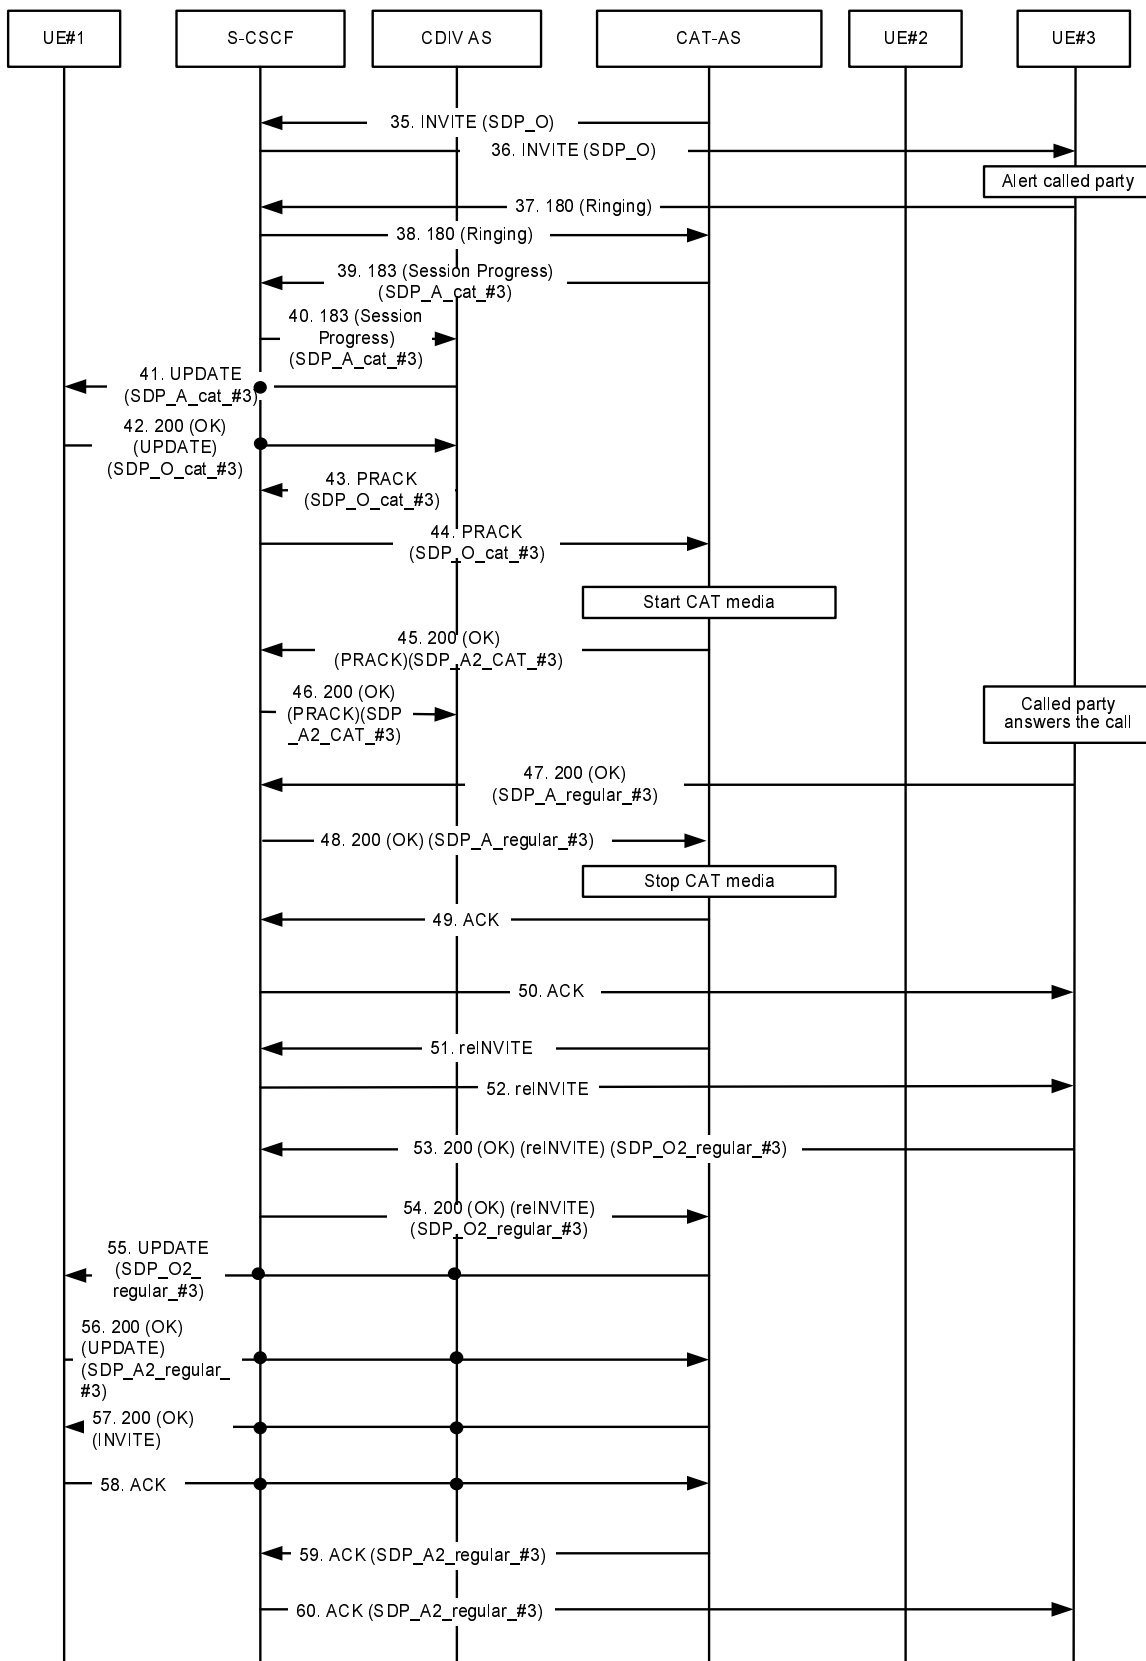 UE#1
S-CSCF
CDIV AS
CAT-AS
UE#2
UE#3
35. INVITE (SDP_O)
36. INVITE (SDP_O)
Alert called party
37. 180 (Ringing)
38. 180 (Ringing)
39. 183 (Session Progress)
(SDP_A_cat_#3)
40. 183 (Session
Progress)
(SDP_A_cat_#3)
41. UPDATE
(SDP_A_cat_#3)
42. 200 (OK)
(UPDATE)
(SDP_O_cat_#3)
43. PRACK
(SDP_O_cat_#3)
44. PRACK
(SDP_O_cat_#3)
Start CAT media
45. 200 (OK)
(PRACK)(SDP_A2_CAT_#3)
46. 200 (OK)
(PRACK)(SDP
_A2_CAT_#3)
Called party
answers the call
47. 200 (OK)
(SDP_A_regular_#3)
48. 200 (OK) (SDP_A_regular_#3)
Stop CAT media
49. ACK
50. ACK
51. reINVITE
52. reINVITE
53. 200 (OK) (reINVITE) (SDP_O2_regular_#3)
54. 200 (OK) (reINVITE)
(SDP_O2_regular_#3)
55. UPDATE
(SDP_O2_
regular_#3)
56. 200 (OK)
(UPDATE)
(SDP_A2_regular_
#3)
57. 200 (OK)
(INVITE)
58. ACK
59. ACK (SDP_A2_regular_#3)
60. ACK (SDP_A2_regular_#3)